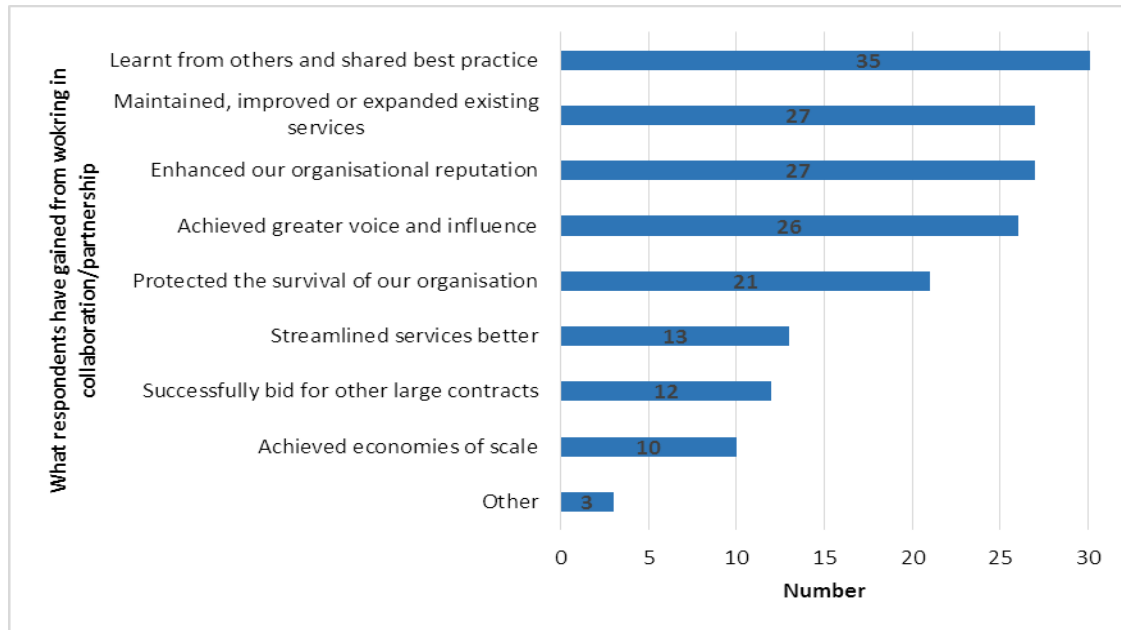 What respondents have gained from wokring in
collaboration/partnership
Learnt from others and shared best practice
35
Maintained, improved or expanded existing
services
27
Enhanced our organisational reputation
27
Achieved greater voice and influence
26
Protected the survival of our organisation
21
Streamlined services better
13
Successfully bid for other large contracts
12
Achieved economies of scale
10
Other
3
0 5 10 15 20 25 30
Number